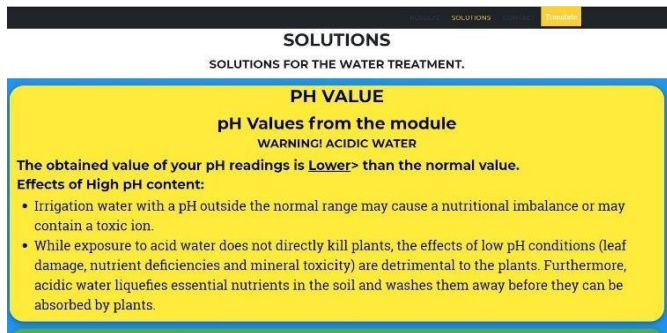 RESULTS SOLUTIONS CONTACT Translate
SOLUTIONS
SOLUTIONS FOR THE WATER TREATMENT.
PH VALUE
pH Values from the module
WARNING! ACIDIC WATER
The obtained value of your pH readings is Lower> than the normal value.
Effects of High pH content:
• Irrigation water with a pH outside the normal range may cause a nutritional imbalance or may
contain a toxic ion.
• While exposure to acid water does not directly kill plants, the effects of low pH conditions (leaf
damage, nutrient deficiencies and mineral toxicity) are detrimental to the plants. Furthermore,
acidic water liquefies essential nutrients in the soil and washes them away before they can be
absorbed by plants.